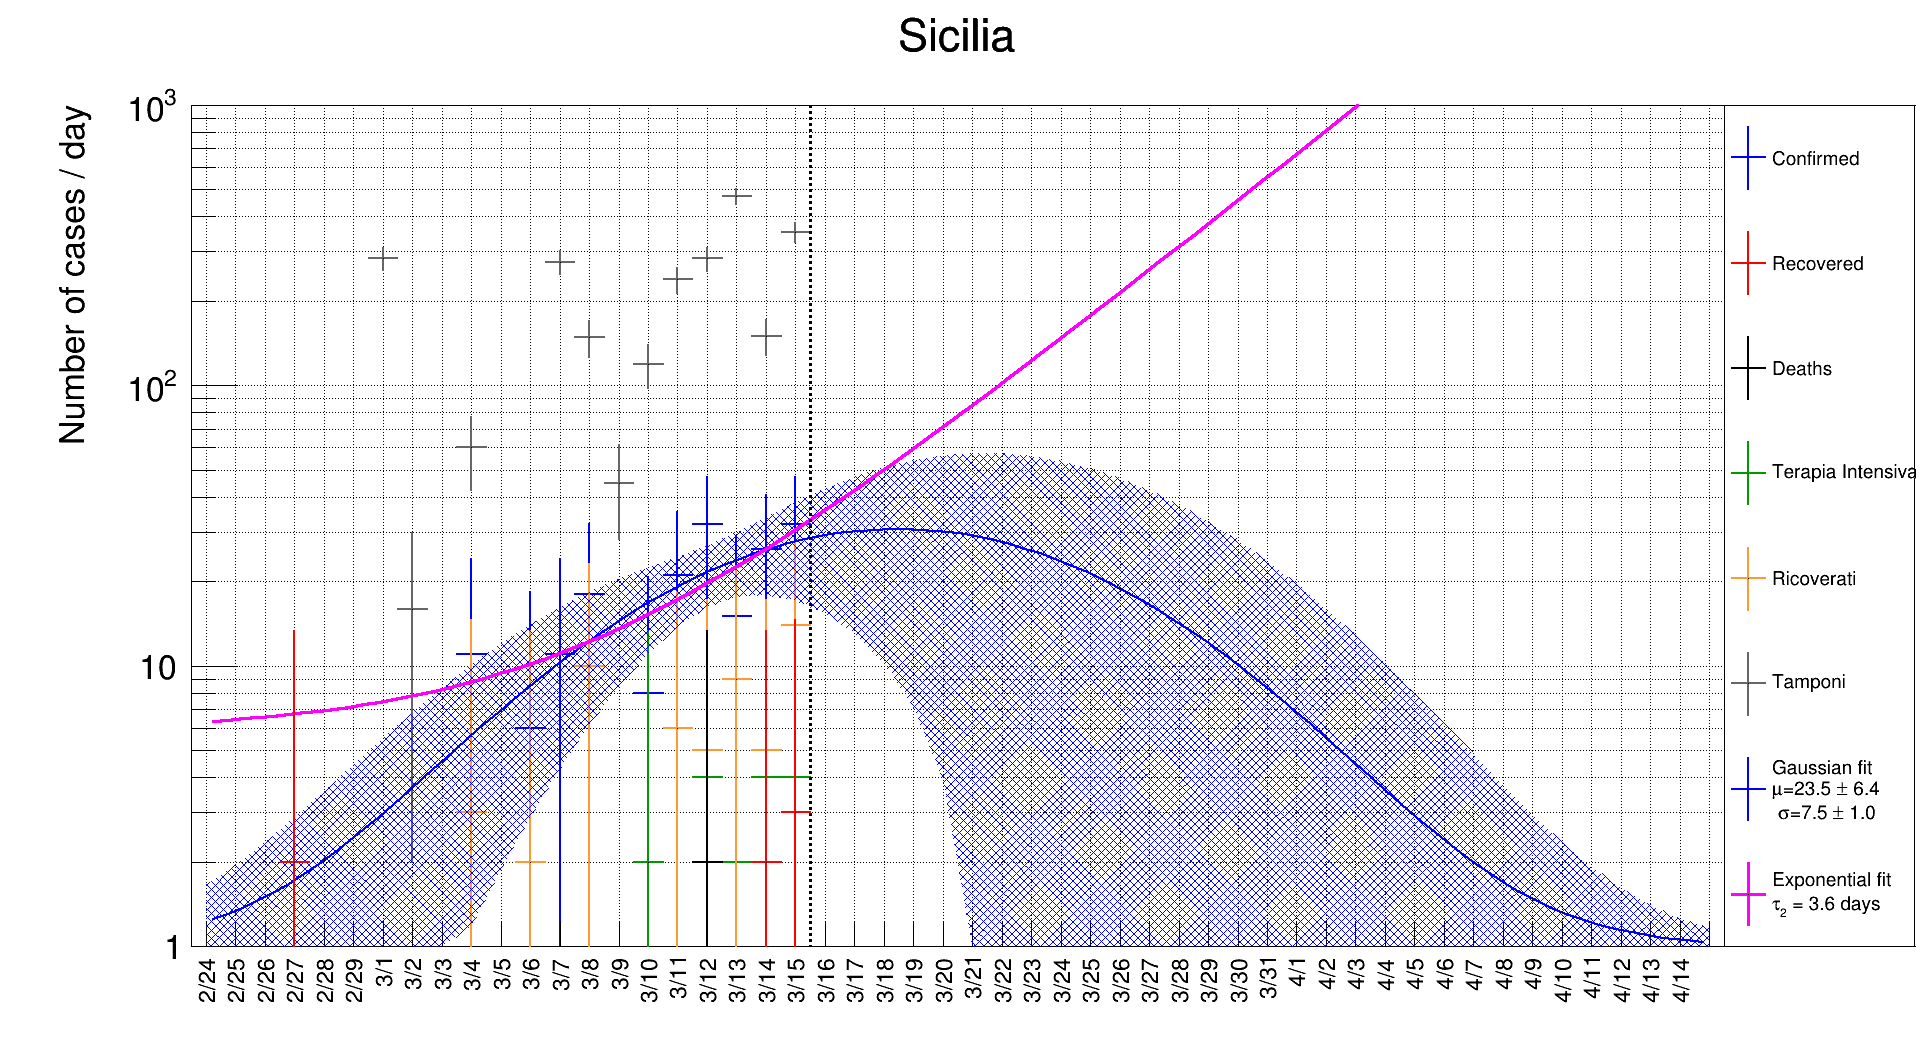 Sicilia
Number of cases / day
10³
10²
10
1
2/24 2/25 2/26 2/27 2/28 2/29 3/1 3/2 3/4 3/5 3/6 3/7 3/8 3/9 3/10 3/11 3/12 3/13 3/14 3/15 3/16 3/17 3/18 3/19 3/20 3/21 3/22 3/23 3/24 3/25 3/26 3/27 3/28 3/29 3/30 3/31 4/1 4/2 4/3 4/4 4/5 4/6 4/7 4/8 4/9 4/10 4/11 4/12 4/13 4/14
Confirmed
Recovered
Deaths
Terapia Intensiva
Ricoverati
Tamponi
Gaussian fit
μ=23.5 ± 6.4
σ=7.5 ± 1.0
Exponential fit
τ₂ = 3.6 days